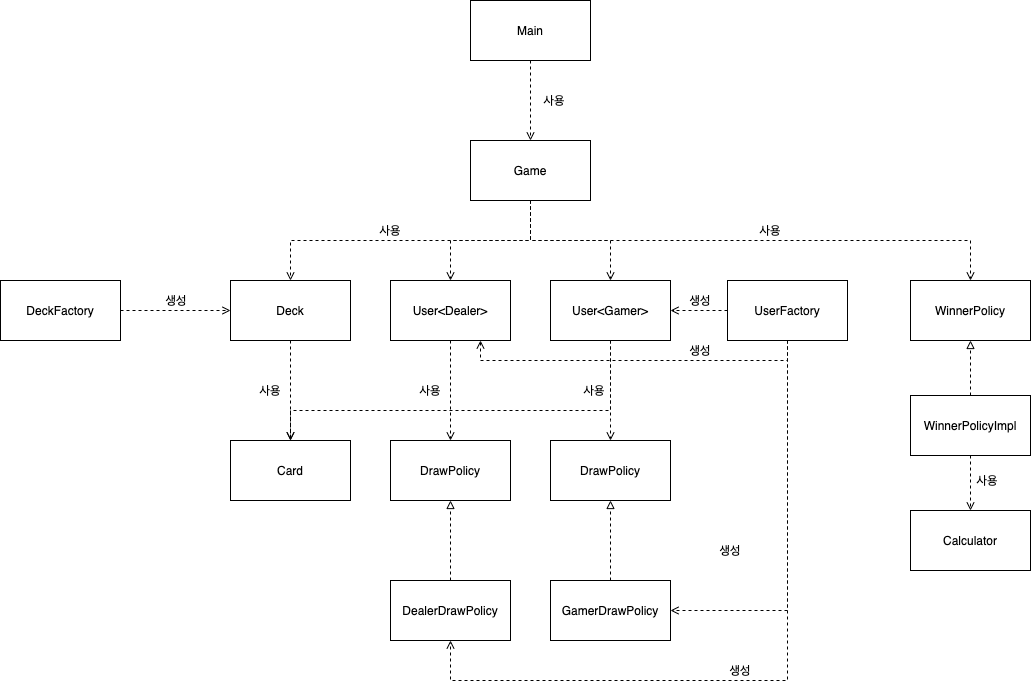 Main
사용
Game
사용
사용
DeckFactory
생성
Deck
User<Dealer>
User<Gamer>
생성
UserFactory
WinnerPolicy
생성
사용
사용
사용
WinnerPolicyImpl
Card
DrawPolicy
DrawPolicy
사용
Calculator
생성
DealerDrawPolicy
GamerDrawPolicy
생성